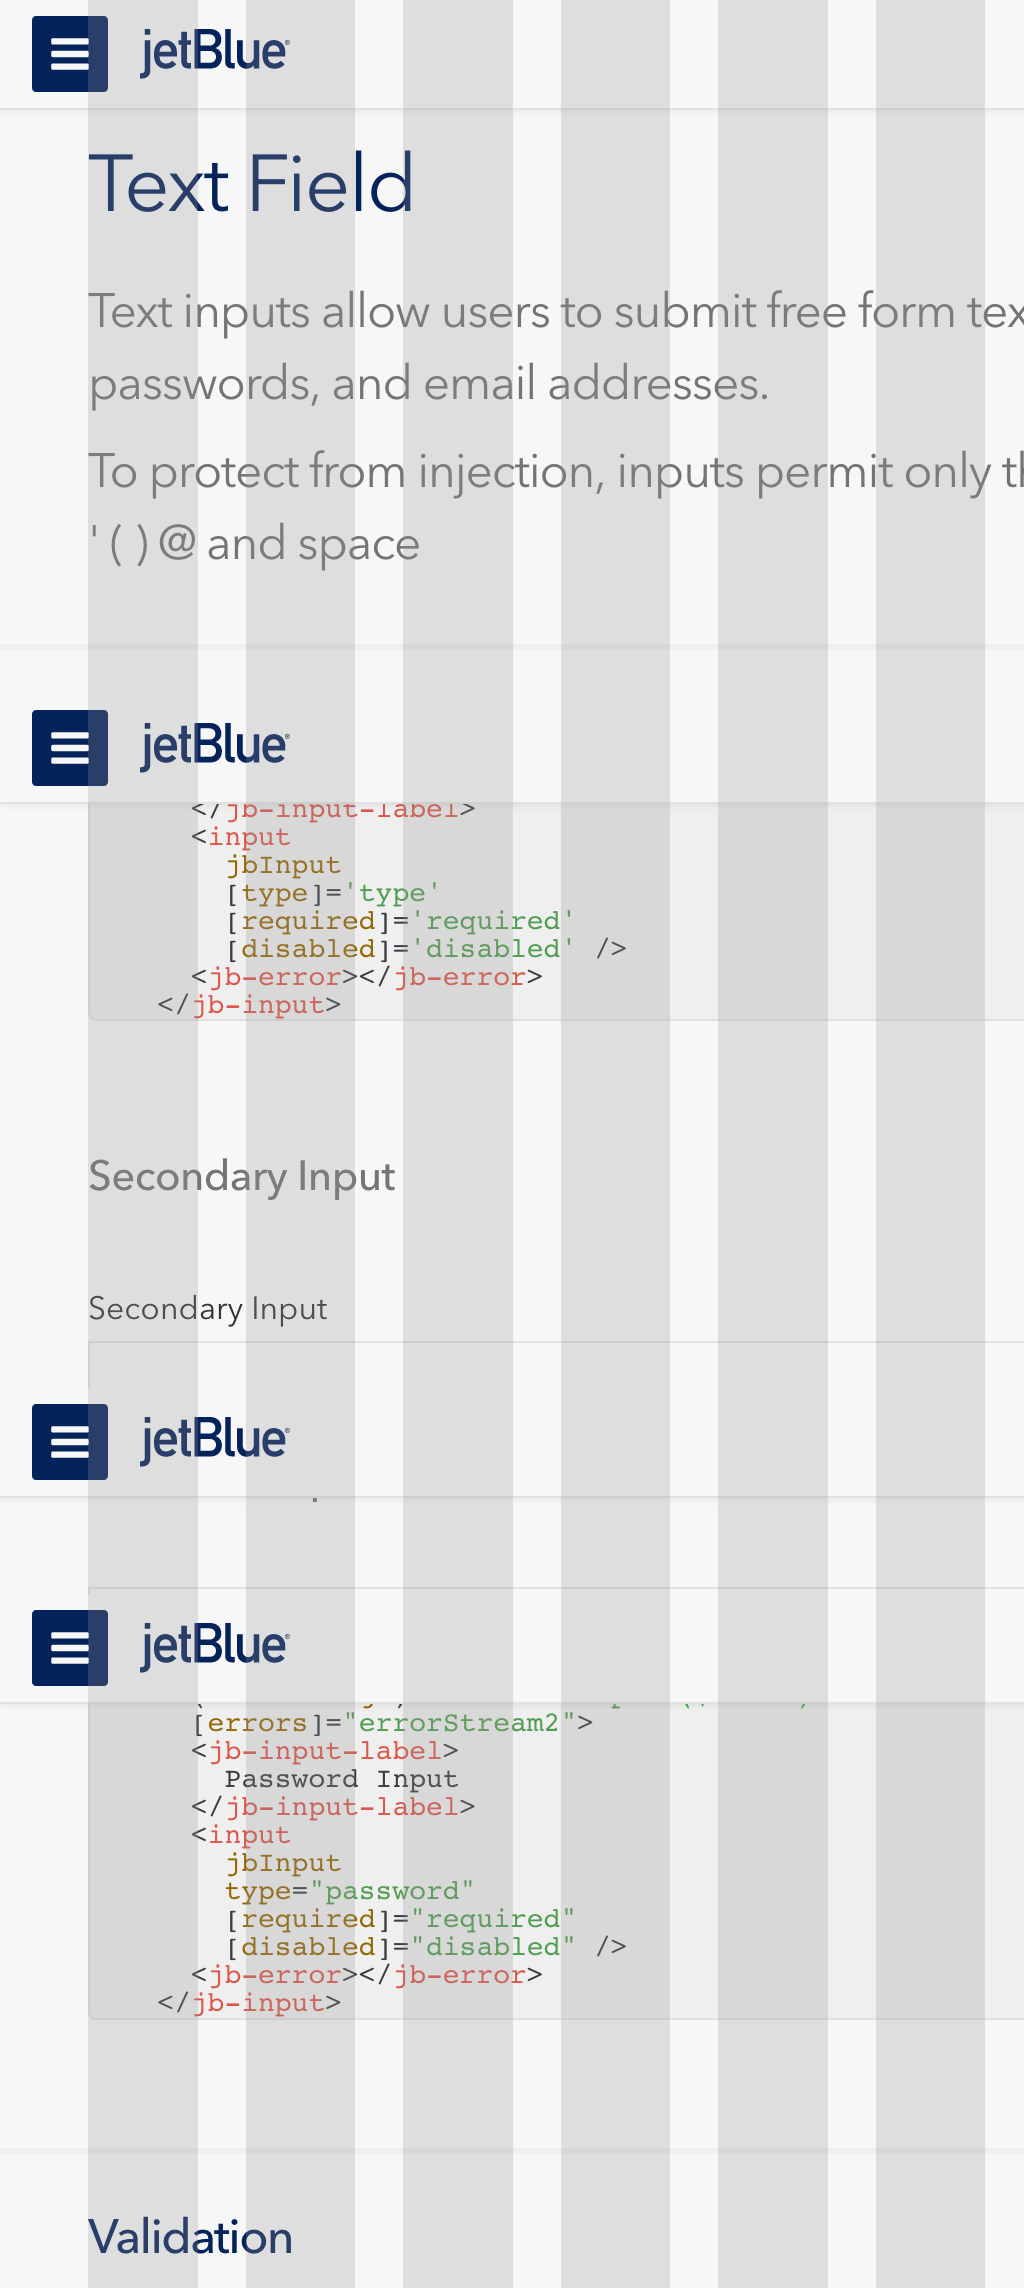 jetBlue
Text Field
Text inputs allow users to submit free form
passwords, and email addresses.
To protect from injection, inputs permit only
'( )@ and space
jetBlue
</jb-input-label>
<input
jbInput
[type]='type'
[required]='required'
[disabled]='disabled' />
<jb-error></jb-error>
</jb-input>
Secondary Input
Secondary Input
jetBlue
jetBlue
[errors]="errorStream2">
<jb-input-label>
Password Input
</jb-input-label>
<input
jbInput
type="password"
[required]="required"
[disabled]="disabled" />
<jb-error></jb-error>
</jb-input>
Validation